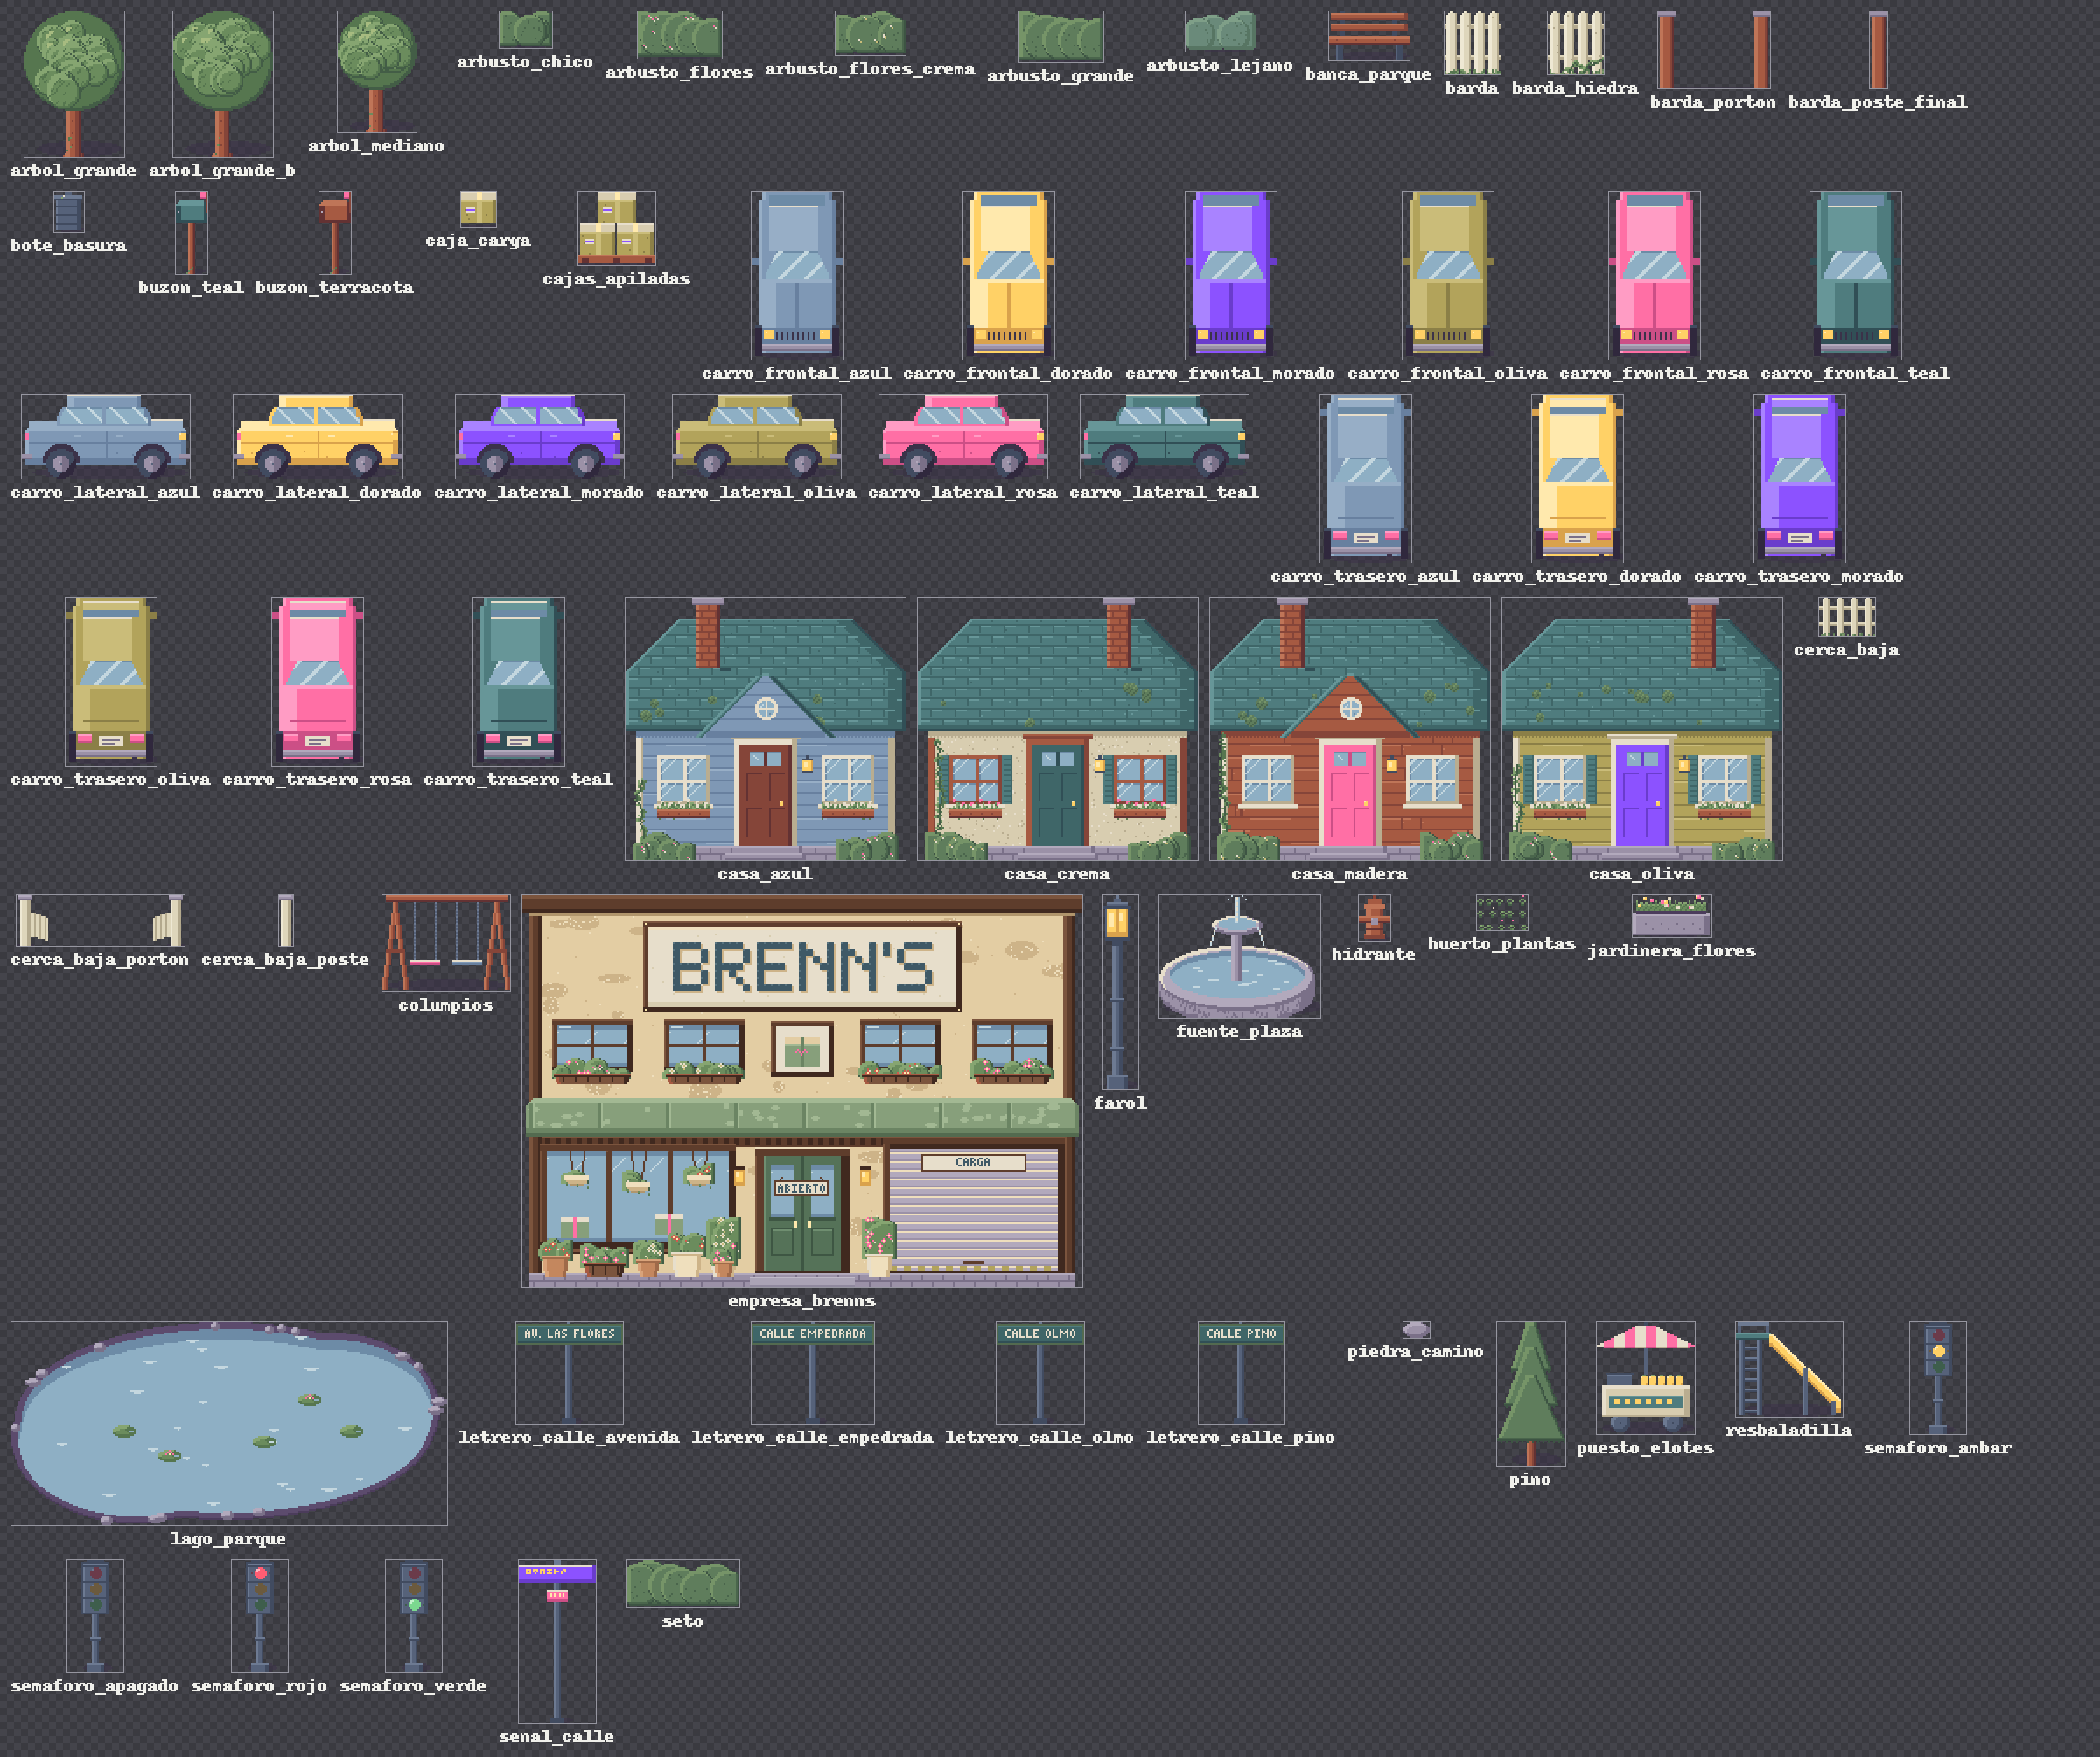 arbol_grande
arbol_grande_b
arbol_mediano
arbusto_chico
arbusto_flores
arbusto_flores_crema
arbusto_grande
arbusto_lejano
banca_parque
barda
barda_hiedra
barda_porton
barda_poste_final
bote_basura
buzon_teal
buzon_terracota
caja_carga
cajas_apiladas
carro_frontal_azul
carro_frontal_dorado
carro_frontal_morado
carro_frontal_oliva
carro_frontal_rosa
carro_frontal_teal
carro_lateral_azul
carro_lateral_dorado
carro_lateral_morado
carro_lateral_oliva
carro_lateral_rosa
carro_lateral_teal
carro_trasero_azul
carro_trasero_dorado
carro_trasero_morado
carro_trasero_oliva
carro_trasero_rosa
carro_trasero_teal
casa_azul
casa_crema
casa_madera
casa_oliva
cerca_baja
cerca_baja_porton
cerca_baja_poste
columpios
BRENN'S
CARGA
ABIERTO
empresa_brenns
farol
fuente_plaza
hidrante
huerto_plantas
jardinera_flores
lago_parque
AV. LAS FLORES
letrero_calle_avenida
CALLE EMPEDRADA
letrero_calle_empedrada
CALLE OLMO
letrero_calle_olmo
CALLE PINO
letrero_calle_pino
piedra_camino
pino
puesto_elotes
resbaladilla
semaforo_ambar
semaforo_apagado
semaforo_rojo
semaforo_verde
senal_calle
seto